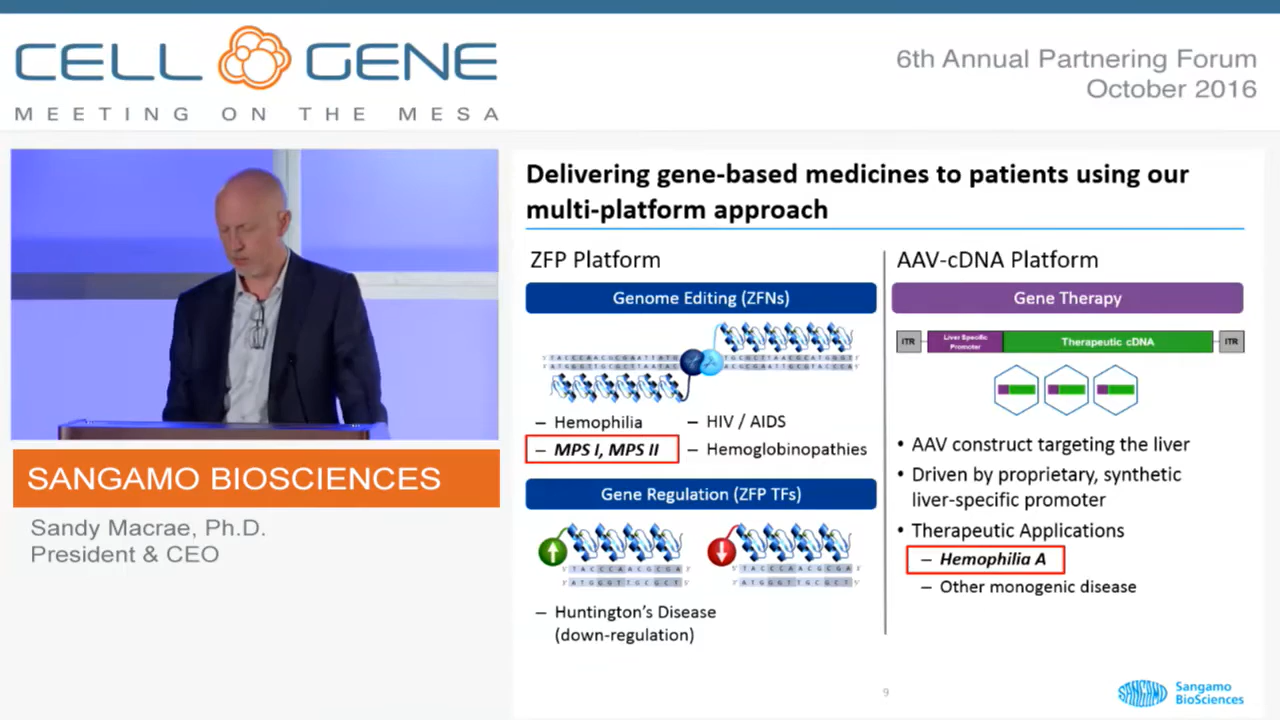 CELL GENE
MEETING ON THE MESA
6th Annual Partnering Forum
October 2016
SANGAMO BIOSCIENCES
Sandy Macrae, Ph.D.
President & CEO
Delivering gene-based medicines to patients using our
multi-platform approach
ZFP Platform
Genome Editing (ZFNs)
– Hemophilia
– HIV / AIDS
– MPS I, MPS II
– Hemoglobinopathies
Gene Regulation (ZFP TFs)
– Huntington's Disease
(down-regulation)
AAV-cDNA Platform
Gene Therapy
ITR
Liver Specific
Promoter
Therapeutic cDNA
ITR
• AAV construct targeting the liver
• Driven by proprietary, synthetic
liver-specific promoter
• Therapeutic Applications
– Hemophilia A
– Other monogenic disease
9
SANGAMO
Sangamo
BioSciences